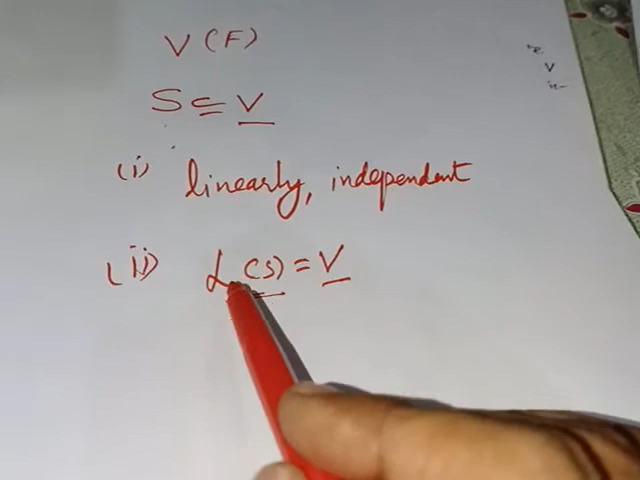 V (F)
S ⊆ V
(i) linearly, independent
(ii) L (S) = V